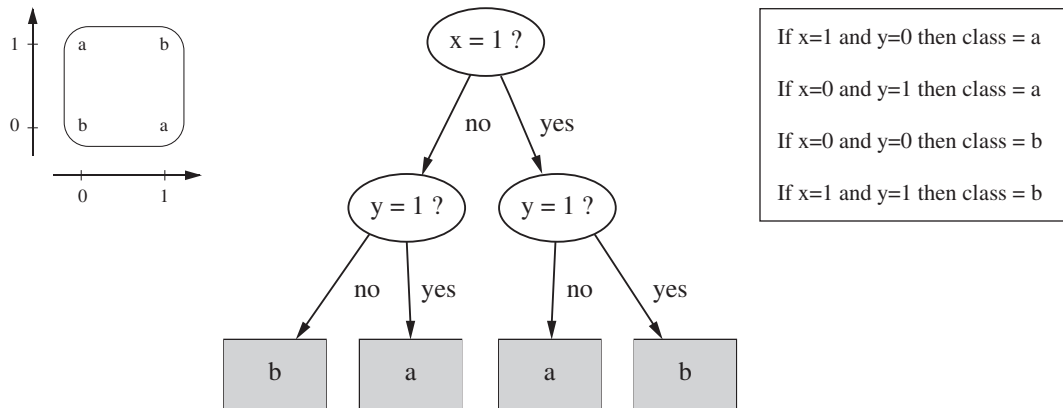 1
a b
0
b a
0 1
x = 1 ?
no yes
y = 1 ? y = 1 ?
no yes no yes
b a a b
If x=1 and y=0 then class = a
If x=0 and y=1 then class = a
If x=0 and y=0 then class = b
If x=1 and y=1 then class = b